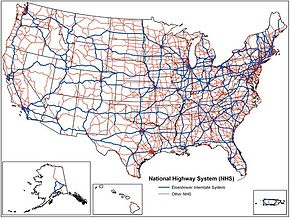 National Highway System (NHS)
Eisenhower Interstate System
Other NHS